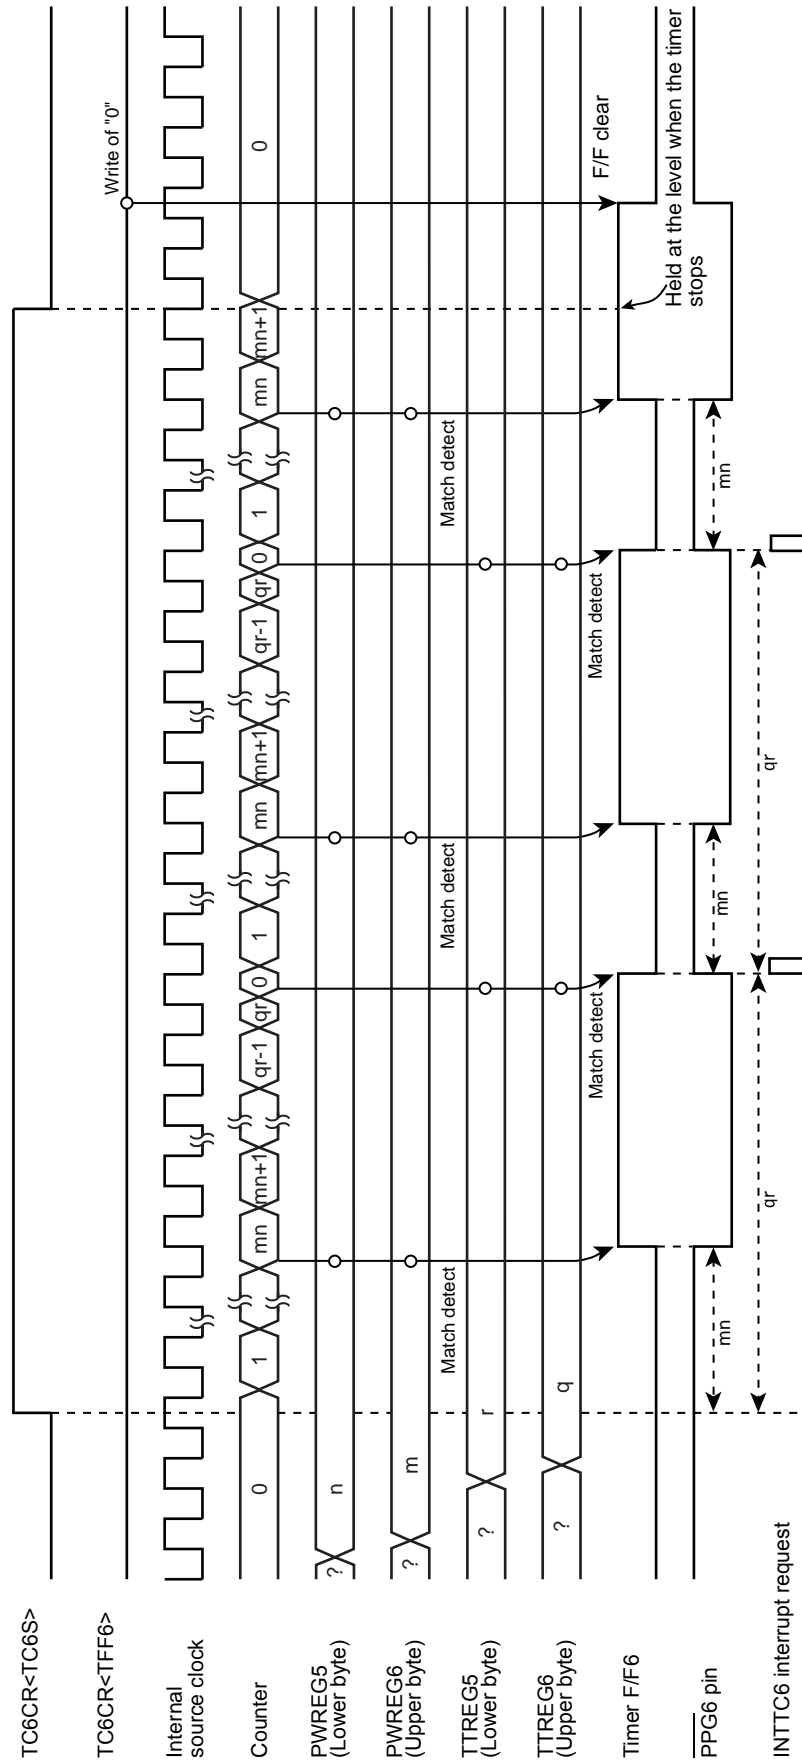 TC6CR<TC6S>
TC6CR<TFF6>
Write of "0"
Internal
source clock
Counter
0
1
mn
mn+1
qr-1
qr
0
1
mn
mn+1
qr-1
qr
0
1
mn
mn+1
0
PWREG5
(Lower byte)
?
n
PWREG6
(Upper byte)
?
m
Match detect
Match detect
Match detect
TTREG5
(Lower byte)
?
r
TTREG6
(Upper byte)
?
q
Match detect
Match detect
F/F clear
Timer F/F6
Held at the level when the timer
stops
PPG6 pin
mn
mn
mn
qr
qr
INTTC6 interrupt request